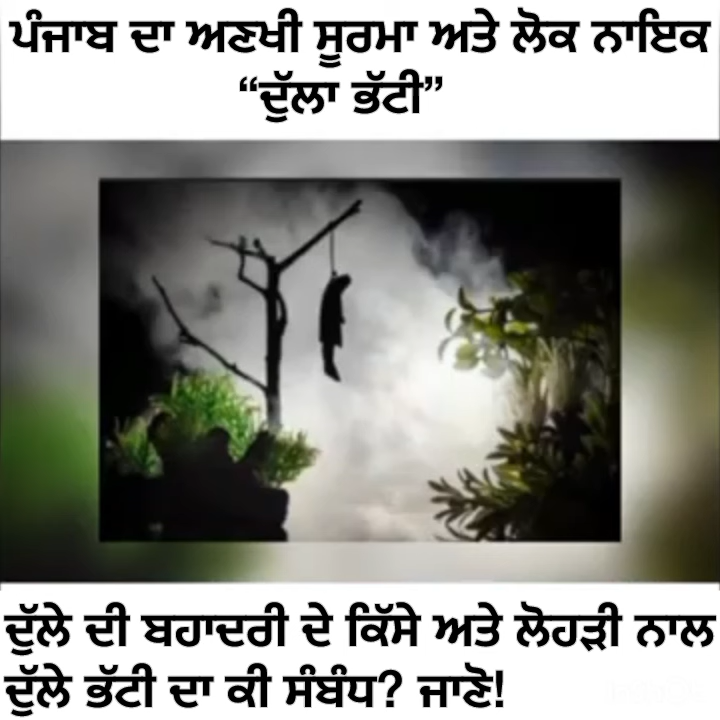 ਪੰਜਾਬ ਦਾ ਅਣਖੀ ਸੂਰਮਾ ਅਤੇ ਲੋਕ ਨਾਇਕ
“ਦੁੱਲਾ ਭੱਟੀ”
ਦੁੱਲੇ ਦੀ ਬਹਾਦਰੀ ਦੇ ਕਿੱਸੇ ਅਤੇ ਲੋਹੜੀ ਨਾਲ
ਦੁੱਲੇ ਭੱਟੀ ਦਾ ਕੀ ਸੰਬੰਧ? ਜਾਣੋ!